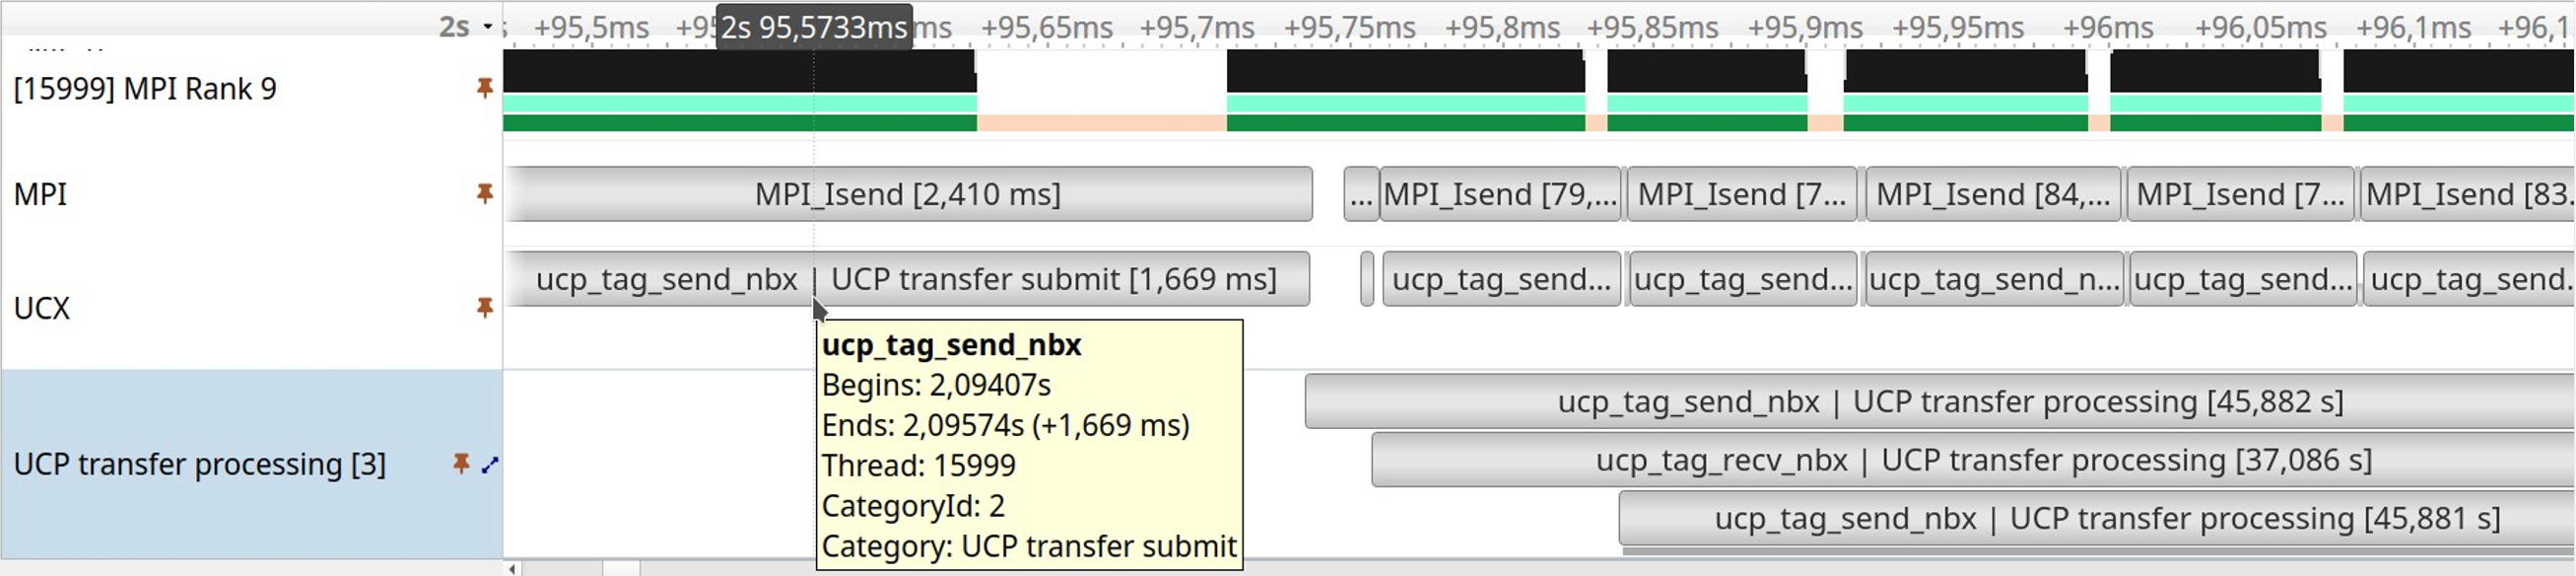 2s +95,5mms +95 2s 95,5733ms ms +95,65ms +95,7ms +95,75ms +95,8ms +95,85ms +95,9ms +95,95ms +96ms +96,05ms +96,1ms +96,1
[15999] MPI Rank 9
MPI MPI_Isend [2,410 ms] ... MPI_Isend [79,... MPI_Isend [7... MPI_Isend [84,... MPI_Isend [7... MPI_Isend [83.
ucp_tag_send_nbx | UCP transfer submit [1,669 ms] ucp_tag_send... ucp_tag_send... ucp_tag_send_n... ucp_tag_send... ucp_tag_send.
UCX
ucp_tag_send_nbx
Begins: 2,09407s
Ends: 2,09574s (+1,669 ms)
Thread: 15999
CategoryId: 2
Category: UCP transfer submit
UCP transfer processing [3]
ucp_tag_send_nbx | UCP transfer processing [45,882 s]
ucp_tag_recv_nbx | UCP transfer processing [37,086 s]
ucp_tag_send_nbx | UCP transfer processing [45,881 s]